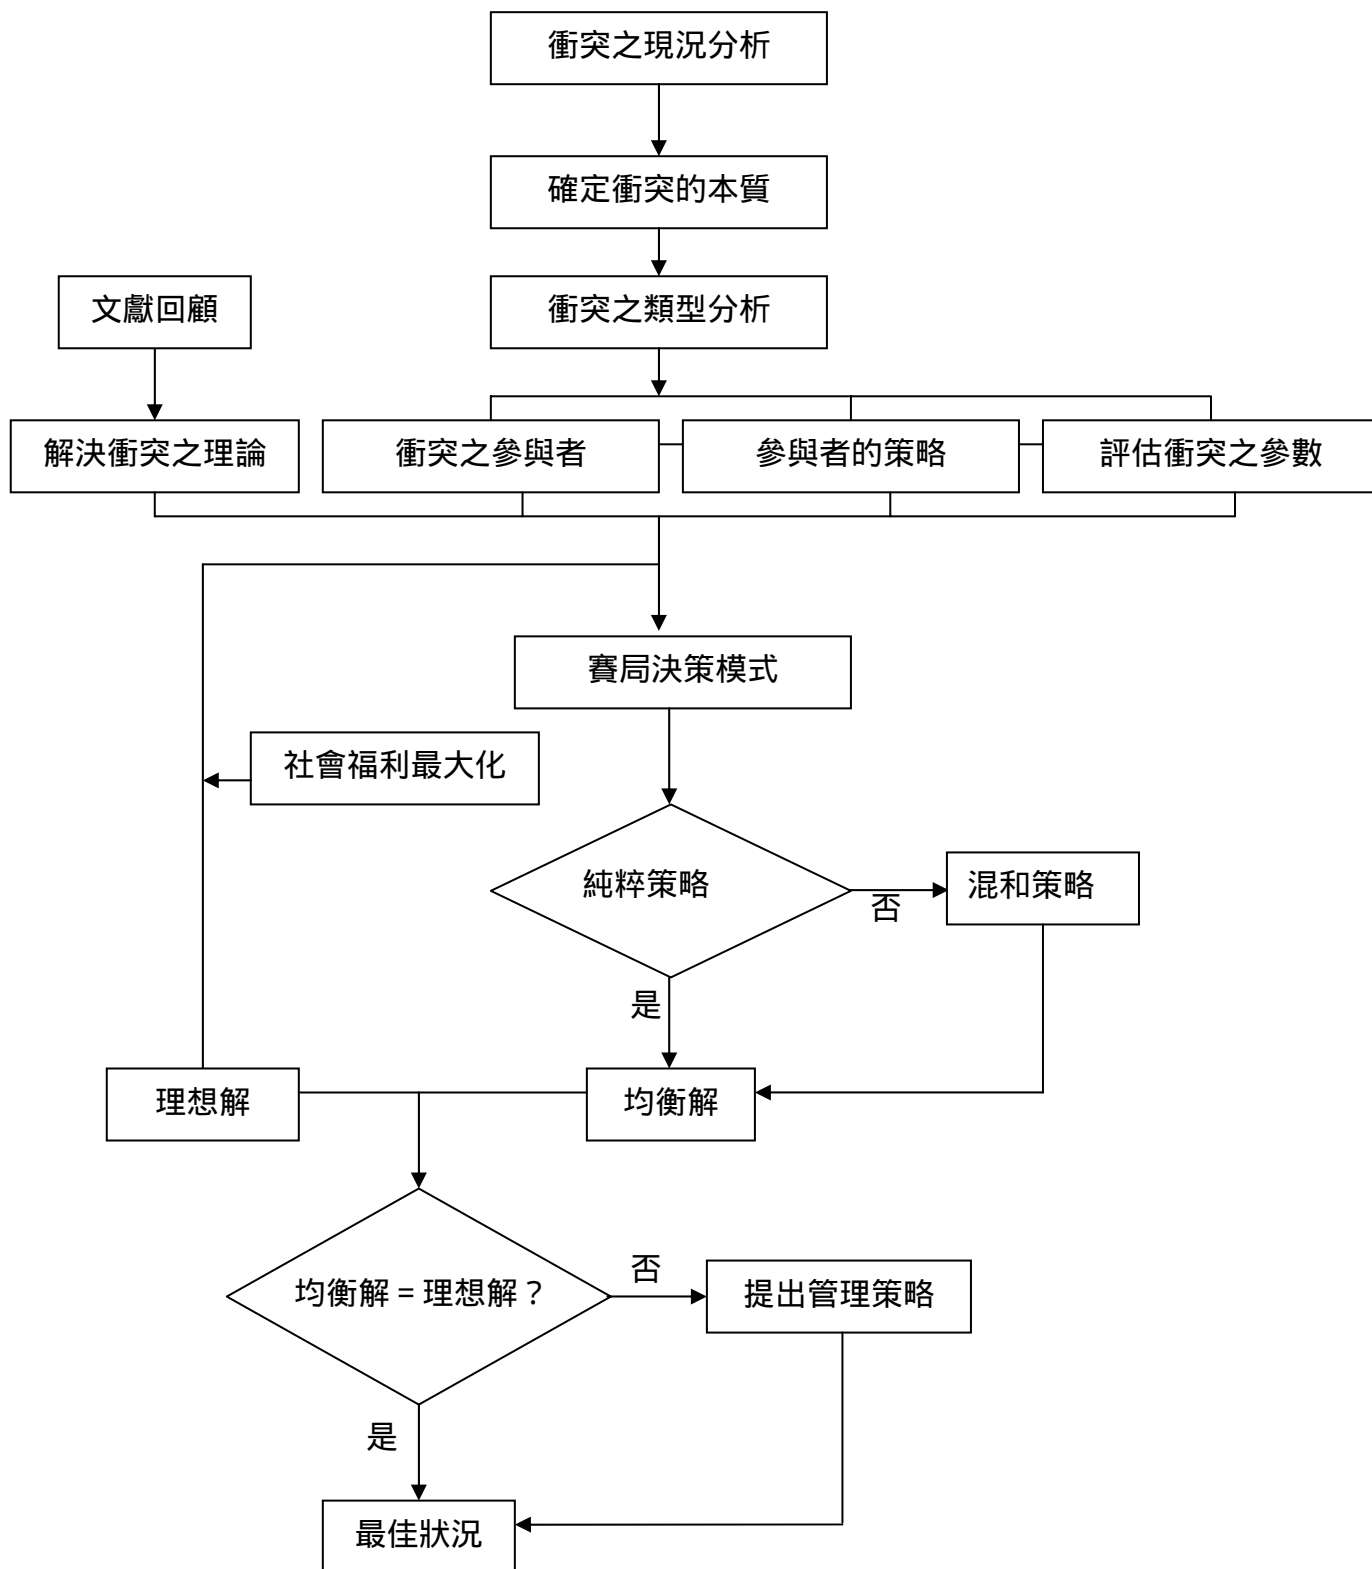 衝突之現況分析
確定衝突的本質
文獻回顧
衝突之類型分析
解決衝突之理論
衝突之參與者
參與者的策略
評估衝突之參數
賽局決策模式
社會福利最大化
純粹策略
否
混和策略
是
理想解
均衡解
均衡解 = 理想解？
否
提出管理策略
是
最佳狀況